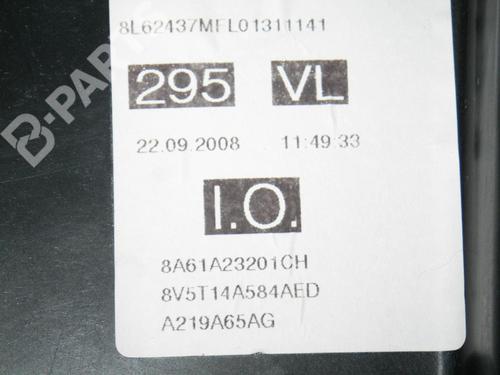 8L62437MFL01311141
295 VL
22.09.2008 11:49:33
I.O.
8A61A23201CH
8V5T14A584AED
A219A65AG
B-PARTS